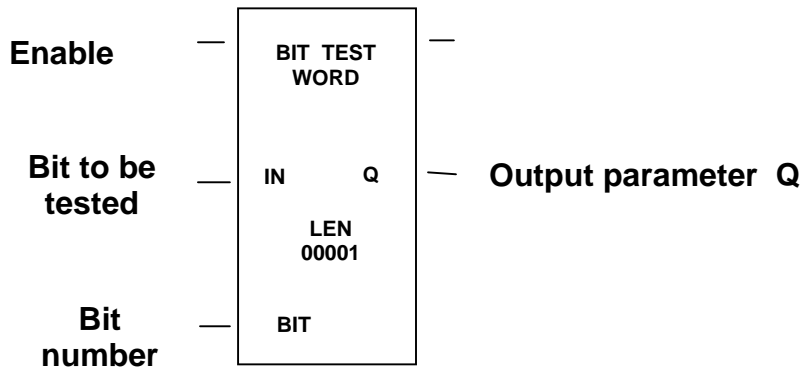 Enable
BIT TEST
WORD
Bit to be
tested
IN
Q
Output parameter Q
LEN
00001
Bit
number
BIT